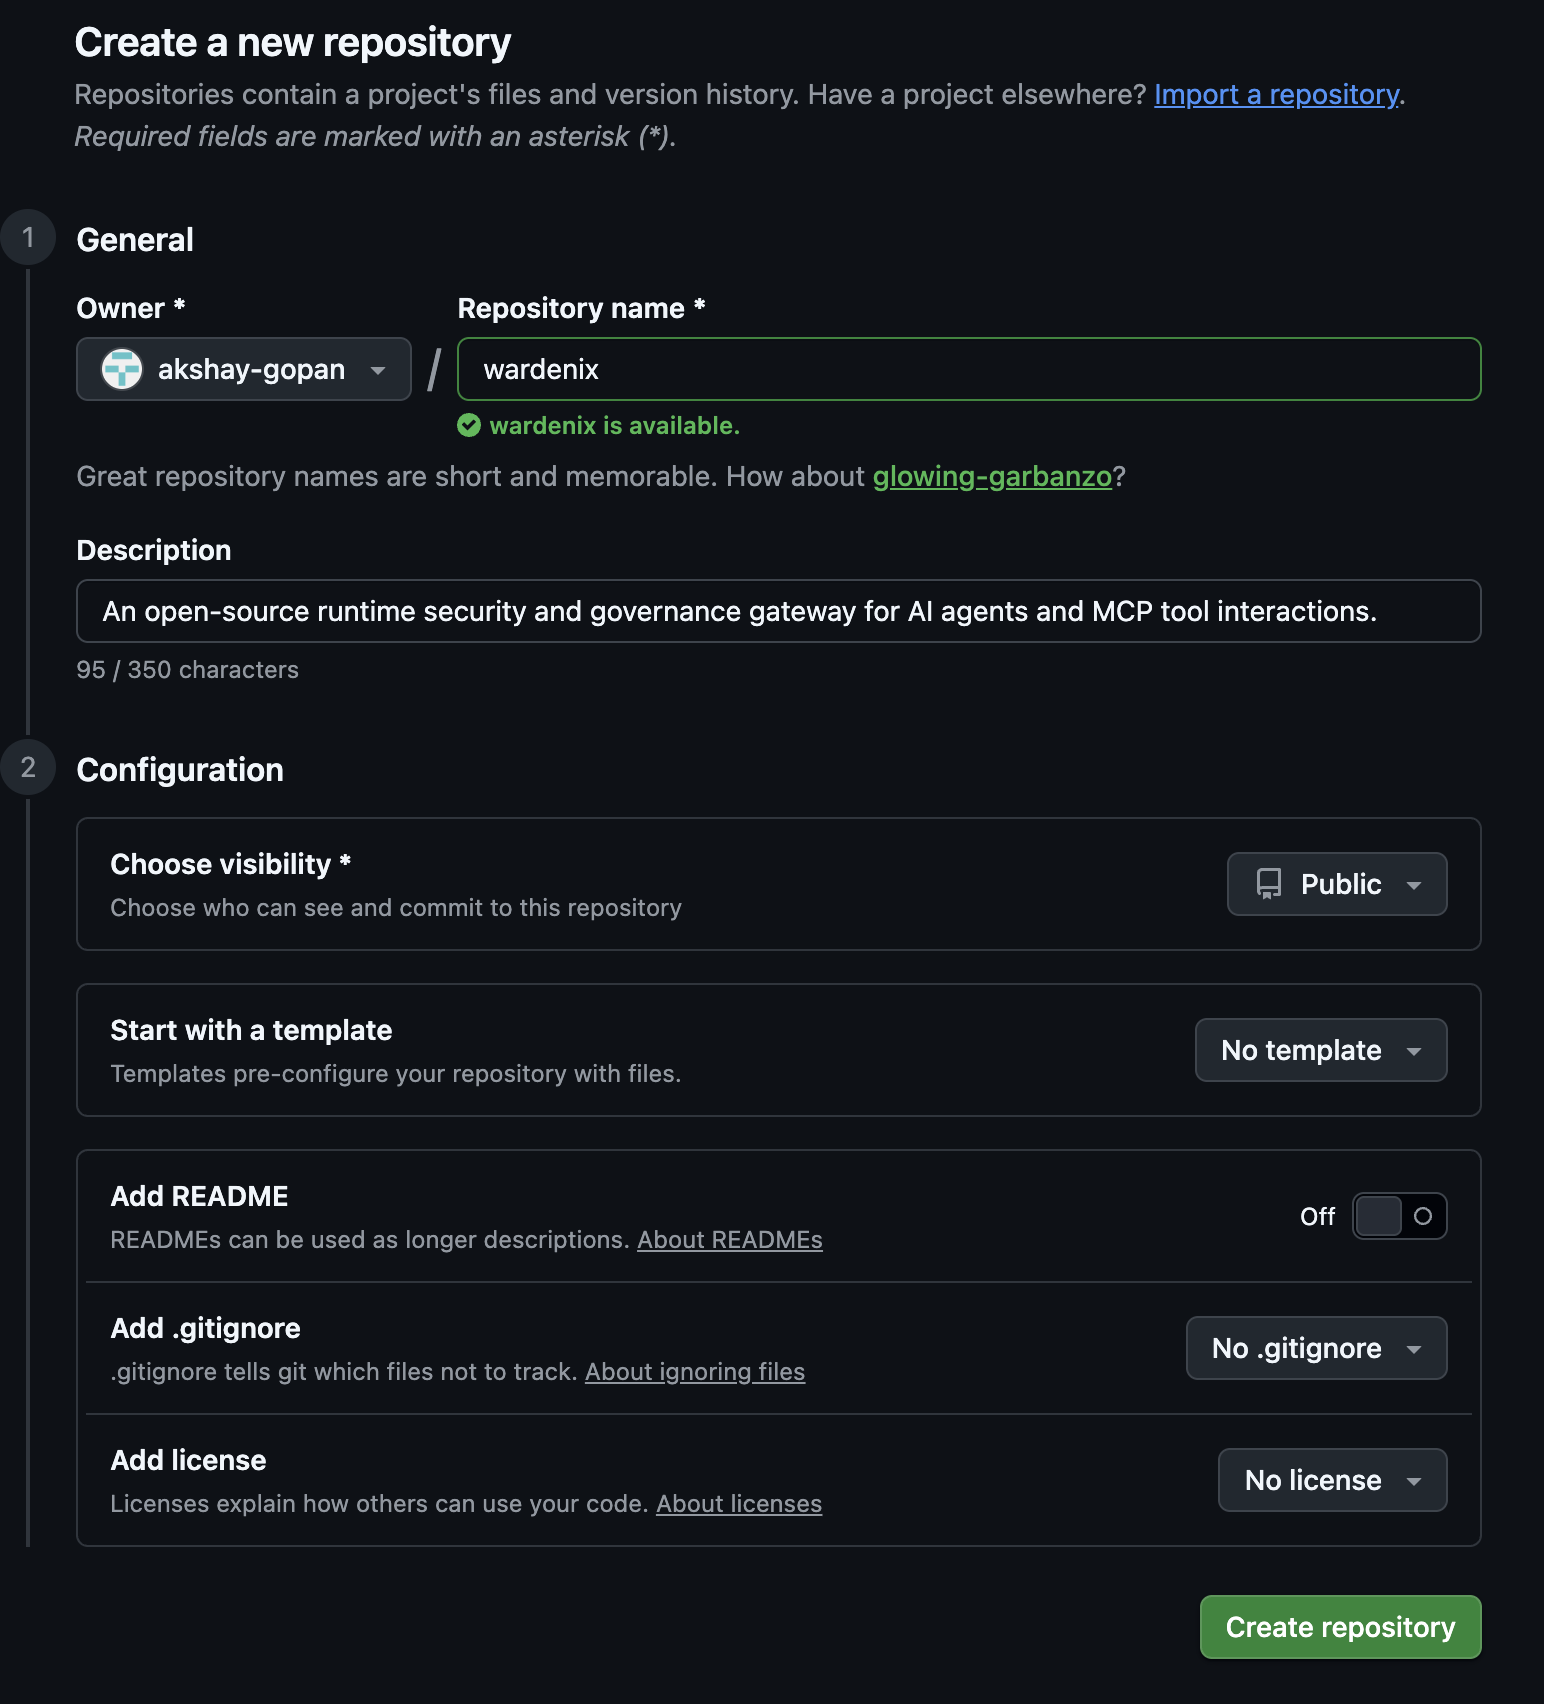 Create a new repository
Repositories contain a project's files and version history. Have a project elsewhere? Import a repository.
Required fields are marked with an asterisk (*).
1
General
Owner *
Repository name *
akshay-gopan
/
wardenix
wardenix is available.
Great repository names are short and memorable. How about glowing-garbanzo?
Description
An open-source runtime security and governance gateway for AI agents and MCP tool interactions.
95 / 350 characters
2
Configuration
Choose visibility *
Choose who can see and commit to this repository
Public
Start with a template
Templates pre-configure your repository with files.
No template
Add README
READMEs can be used as longer descriptions. About READMEs
Off
Add .gitignore
.gitignore tells git which files not to track. About ignoring files
No .gitignore
Add license
Licenses explain how others can use your code. About licenses
No license
Create repository